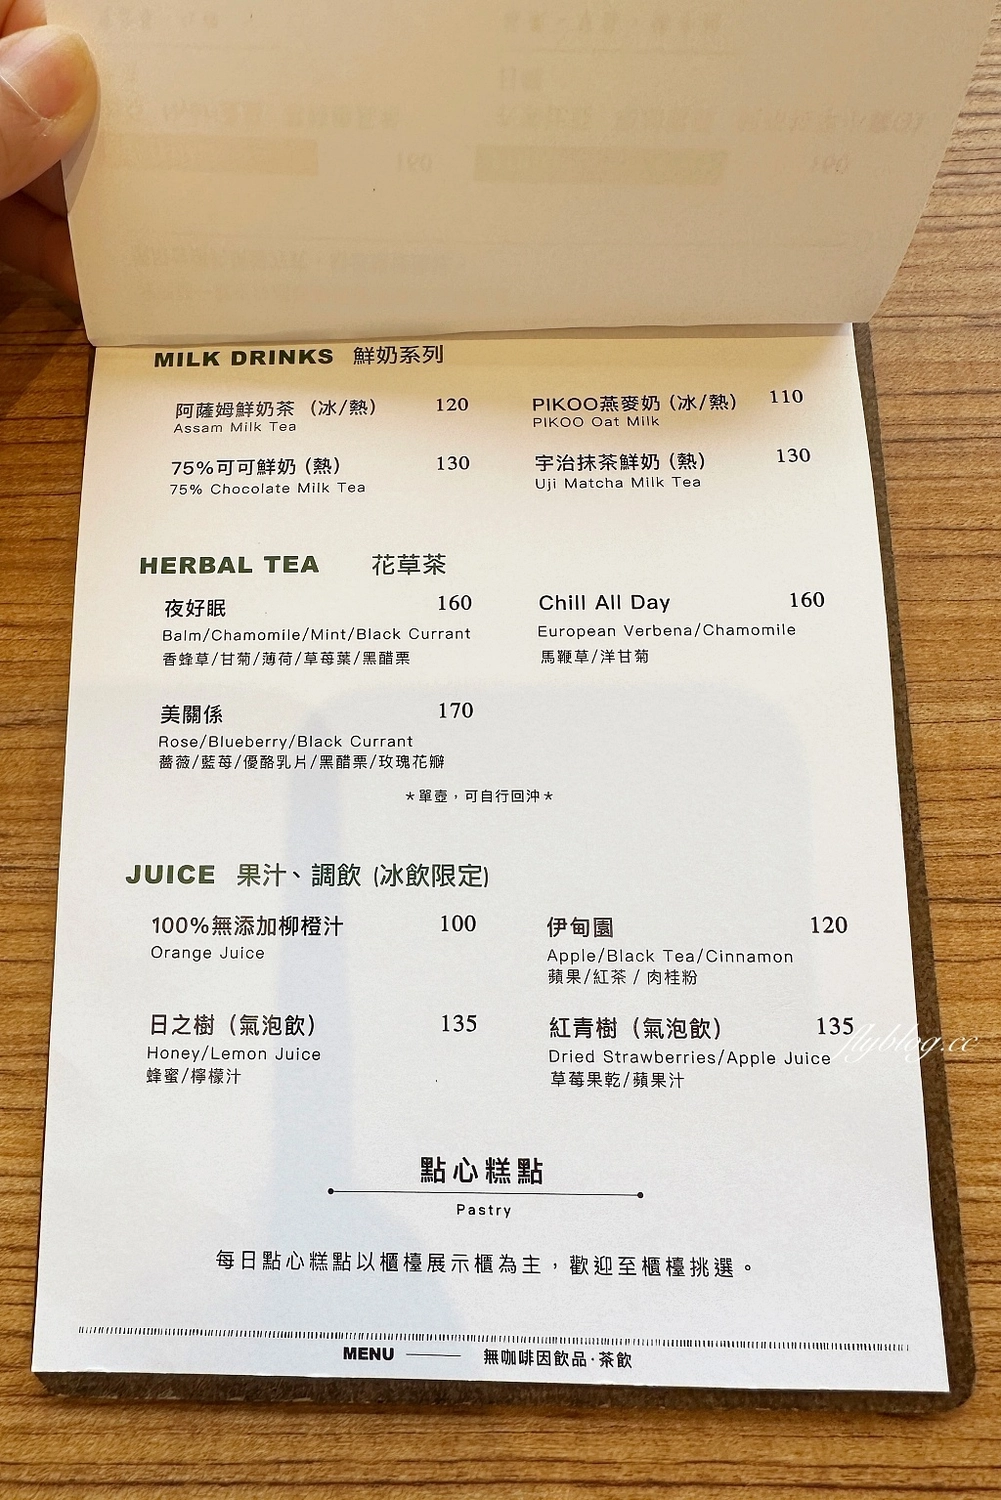 MILK DRINKS 鮮奶系列
阿薩姆鮮奶茶 (冰/熱) 120
Assam Milk Tea
PIKOO燕麥奶 (冰/熱) 110
PIKOO Oat Milk
75%可可鮮奶 (熱) 130
75% Chocolate Milk Tea
宇治抹茶鮮奶 (熱) 130
Uji Matcha Milk Tea
HERBAL TEA 花草茶
夜好眠 160
Balm/Chamomile/Mint/Black Currant
香蜂草/甘菊/薄荷/草莓葉/黑醋栗
Chill All Day 160
European Verbena/Chamomile
馬鞭草/洋甘菊
美關係 170
Rose/Blueberry/Black Currant
薔薇/藍莓/優酪乳片/黑醋栗/玫瑰花瓣
*單壺，可自行回沖*
JUICE 果汁、調飲 (冰飲限定)
100%無添加柳橙汁 100
Orange Juice
伊甸園 120
Apple/Black Tea/Cinnamon
蘋果/紅茶 / 肉桂粉
日之樹（氣泡飲） 135
Honey/Lemon Juice
蜂蜜/檸檬汁
紅青樹（氣泡飲） 135
Dried Strawberries/Apple Juice
草莓果乾/蘋果汁
flyblog.cc
點心糕點
Pastry
每日點心糕點以櫃檯展示櫃為主，歡迎至櫃檯挑選。
MENU —— 無咖啡因飲品·茶飲